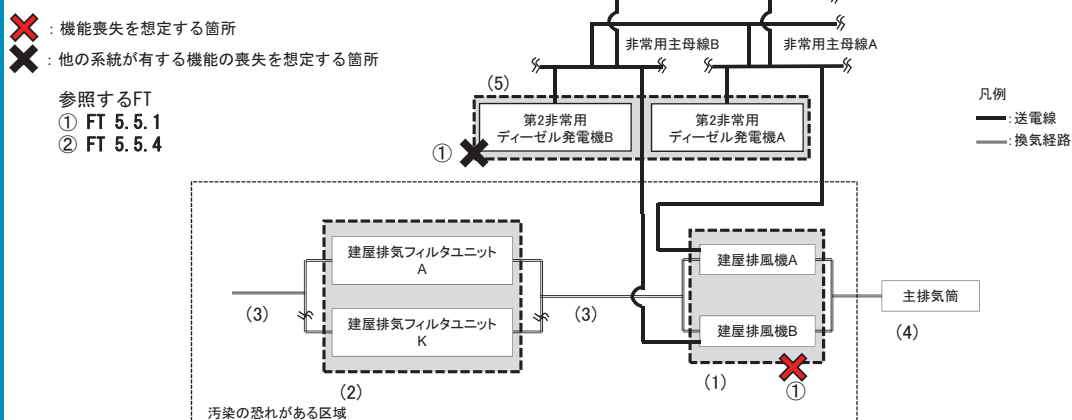 ：機能喪失を想定する箇所
：他の系統が有する機能の喪失を想定する箇所
参照するFT
① FT 5.5.1
② FT 5.5.4
非常用主母線B
非常用主母線A
(5)
第2非常用
ディーゼル発電機B
第2非常用
ディーゼル発電機A
①
凡例
：送電線
：換気経路
建屋排気フィルタユニット
A
建屋排気フィルタユニット
K
(3)
(3)
(2)
建屋排風機A
建屋排風機B
(1)
①
主排気筒
(4)
汚染の恐れがある区域